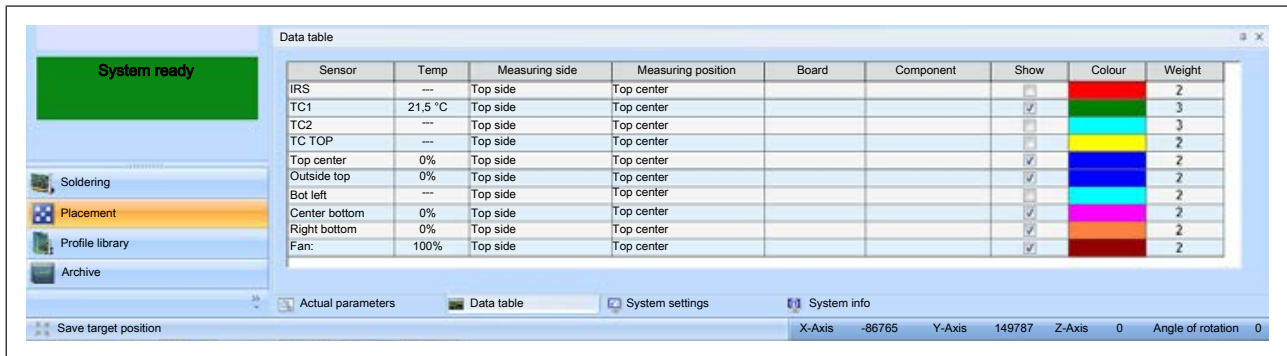 Data table
System ready
Sensor Temp Measuring side Measuring position Board Component Show Colour Weight
IRS --- Top side Top center 2
TC1 21,5 °C Top side Top center 3
TC2 --- Top side Top center 3
TC TOP --- Top side Top center 2
Top center 0% Top side Top center 2
Outside top 0% Top side Top center 2
Bot left --- Top side Top center 2
Center bottom 0% Top side Top center 2
Right bottom 0% Top side Top center 2
Fan: 100% Top side Top center 2
Soldering
Placement
Profile library
Archive
Actual parameters Data table System settings System info
Save target position X-Axis -86765 Y-Axis 149787 Z-Axis 0 Angle of rotation 0